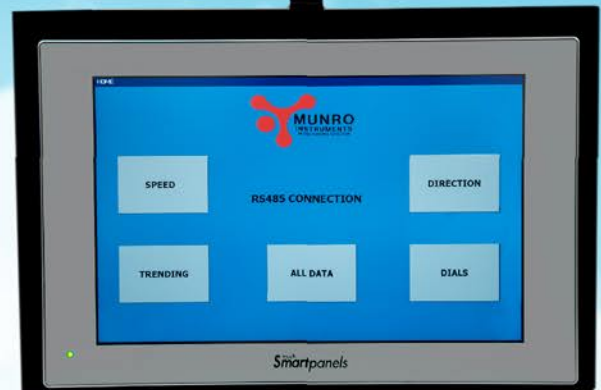 HOME
MUNRO
INSTRUMENTS
SPEED
RS485 CONNECTION
DIRECTION
TRENDING
ALL DATA
DIALS
Smartpanels